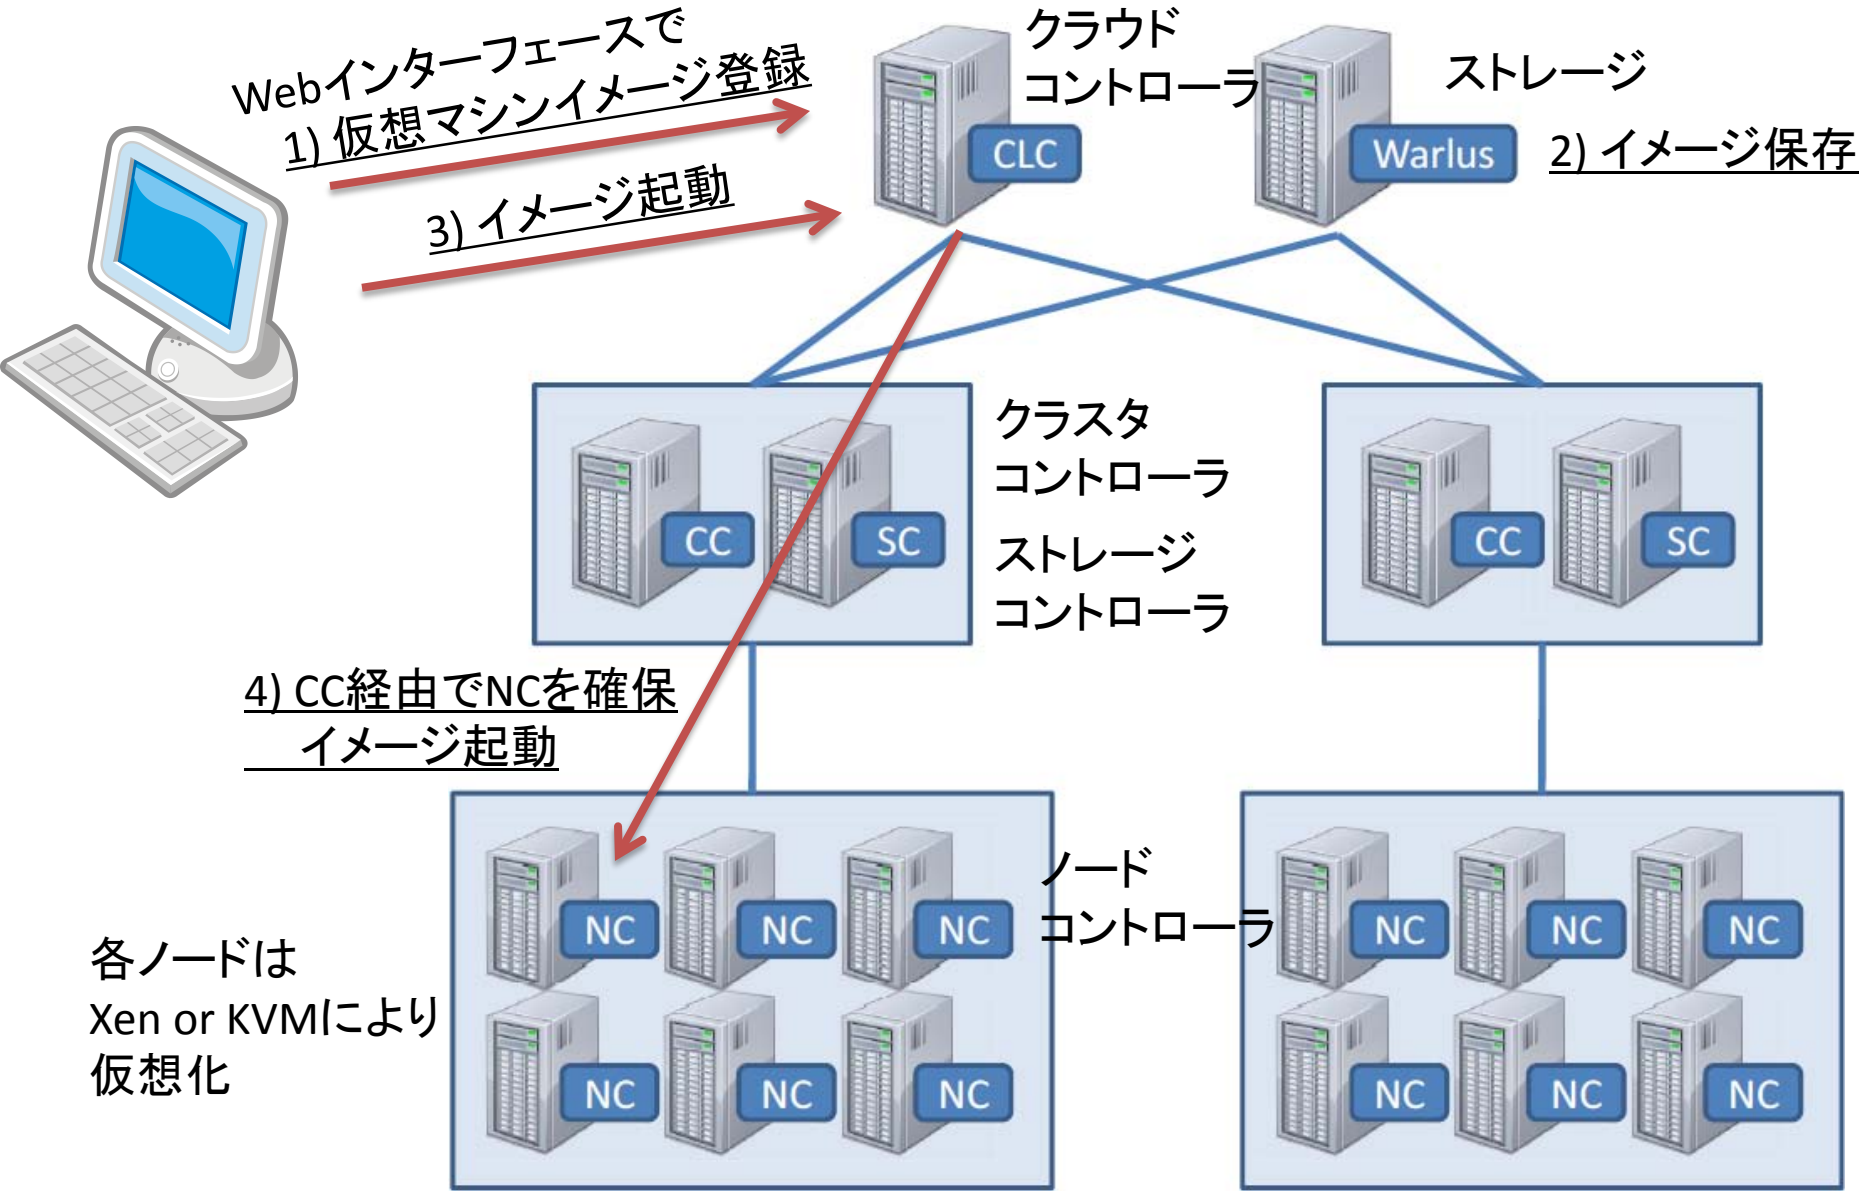 Webインターフェースで
1) 仮想マシンイメージ登録
3) イメージ起動
クラウド
コントローラ
CLC
ストレージ
Warlus
2) イメージ保存
クラスタ
コントローラ
ストレージ
コントローラ
CC
SC
CC
SC
4) CC経由でNCを確保
イメージ起動
ノード
コントローラ
NC
NC
NC
NC
NC
NC
NC
NC
NC
NC
NC
NC
各ノードは
Xen or KVMにより
仮想化